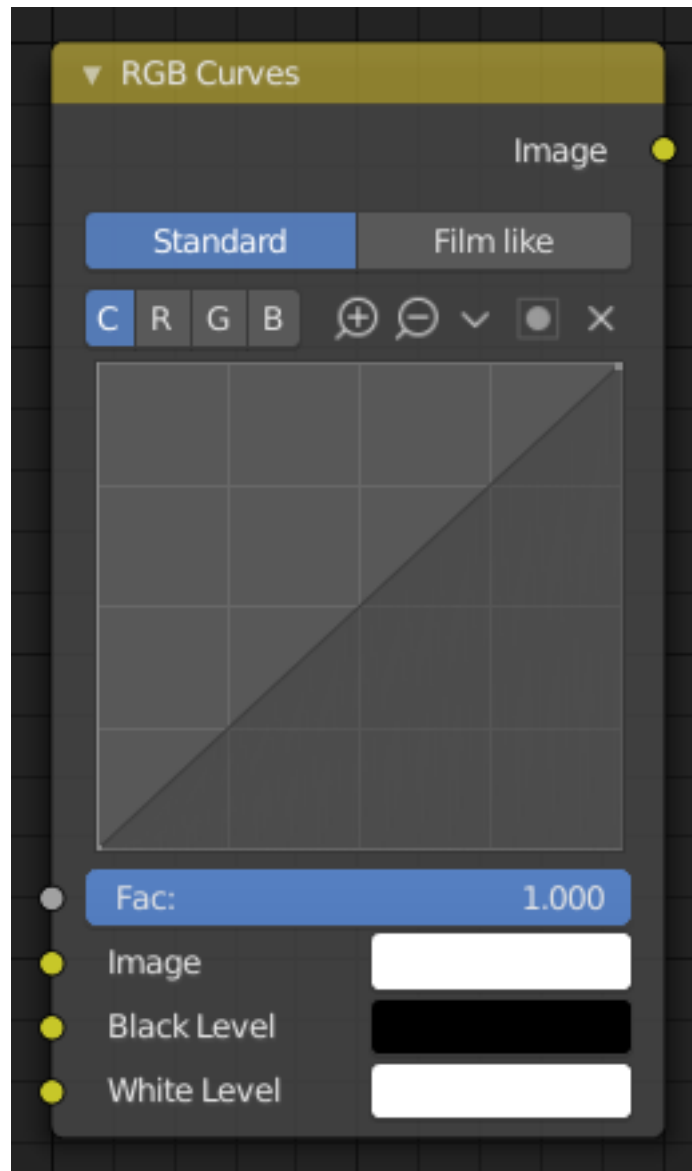 RGB Curves
Image
Standard Film like
C R G B
Fac: 1.000
Image
Black Level
White Level